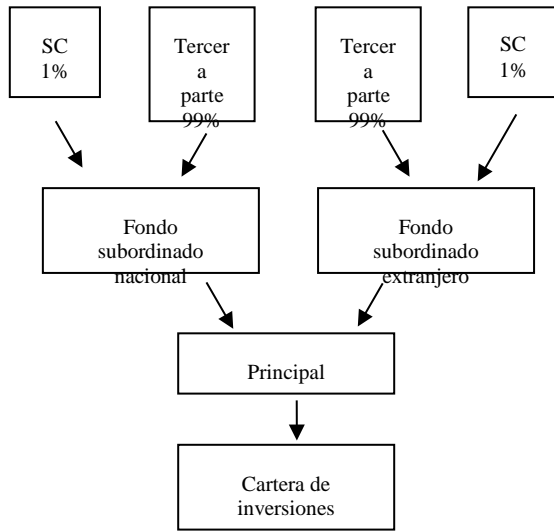 SC
1%
Tercer
a
parte
99%
Tercer
a
parte
99%
SC
1%
Fondo
subordinado
nacional
Fondo
subordinado
extranjero
Principal
Cartera de
inversiones